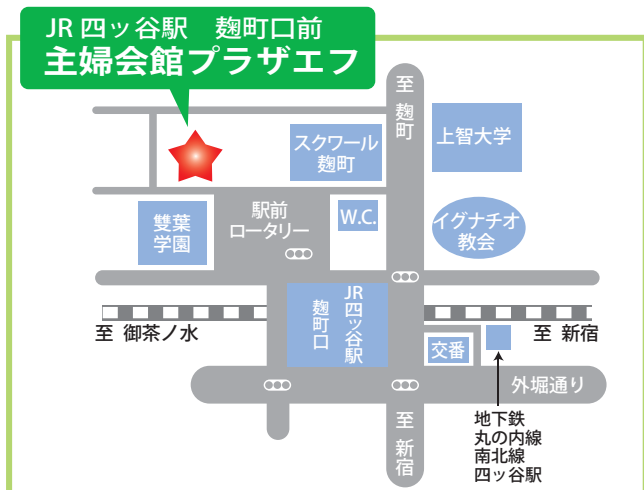 JR 四ッ谷駅　麹町口前
主婦会館プラザエフ
至 麹町
スクワール
麹町
上智大学
雙葉
学園
駅前
ロータリー
W.C.
イグナチオ
教会
JR四ッ谷駅
麹町口
至 御茶ノ水
至 新宿
交番
外堀通り
至 新宿
地下鉄
丸の内線
南北線
四ッ谷駅